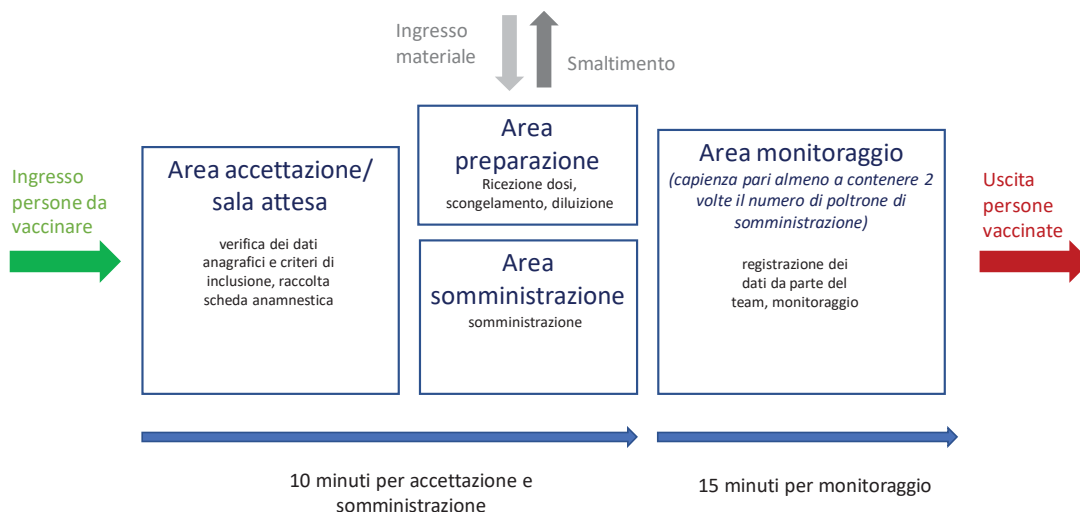 Ingresso
materiale
Smaltimento
Ingresso
persone da
vaccinare
Area accettazione/
sala attesa
verifica dei dati
anagrafici e criteri di
inclusione, raccolta
scheda anamnestica
Area
preparazione
Ricezione dosi,
scongelamento, diluizione
Area
somministrazione
somministrazione
Area monitoraggio
(capienza pari almeno a contenere 2
volte il numero di poltrone di
somministrazione)
registrazione dei
dati da parte del
team, monitoraggio
Uscita
persone
vaccinate
10 minuti per accettazione e
somministrazione
15 minuti per monitoraggio